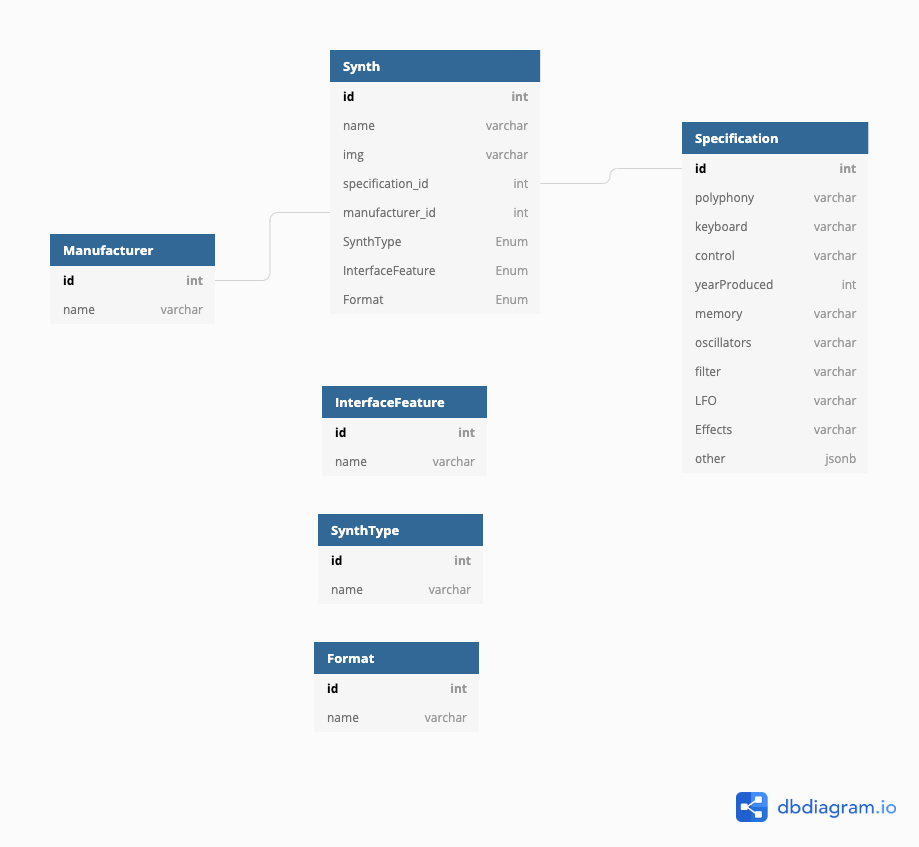 Synth
id int
name varchar
img varchar
specification_id int
manufacturer_id int
SynthType Enum
InterfaceFeature Enum
Format Enum
Specification
id int
polyphony varchar
keyboard varchar
control varchar
yearProduced int
memory varchar
oscillators varchar
filter varchar
LFO varchar
Effects varchar
other jsonb
Manufacturer
id int
name varchar
InterfaceFeature
id int
name varchar
SynthType
id int
name varchar
Format
id int
name varchar
dbdiagram.io